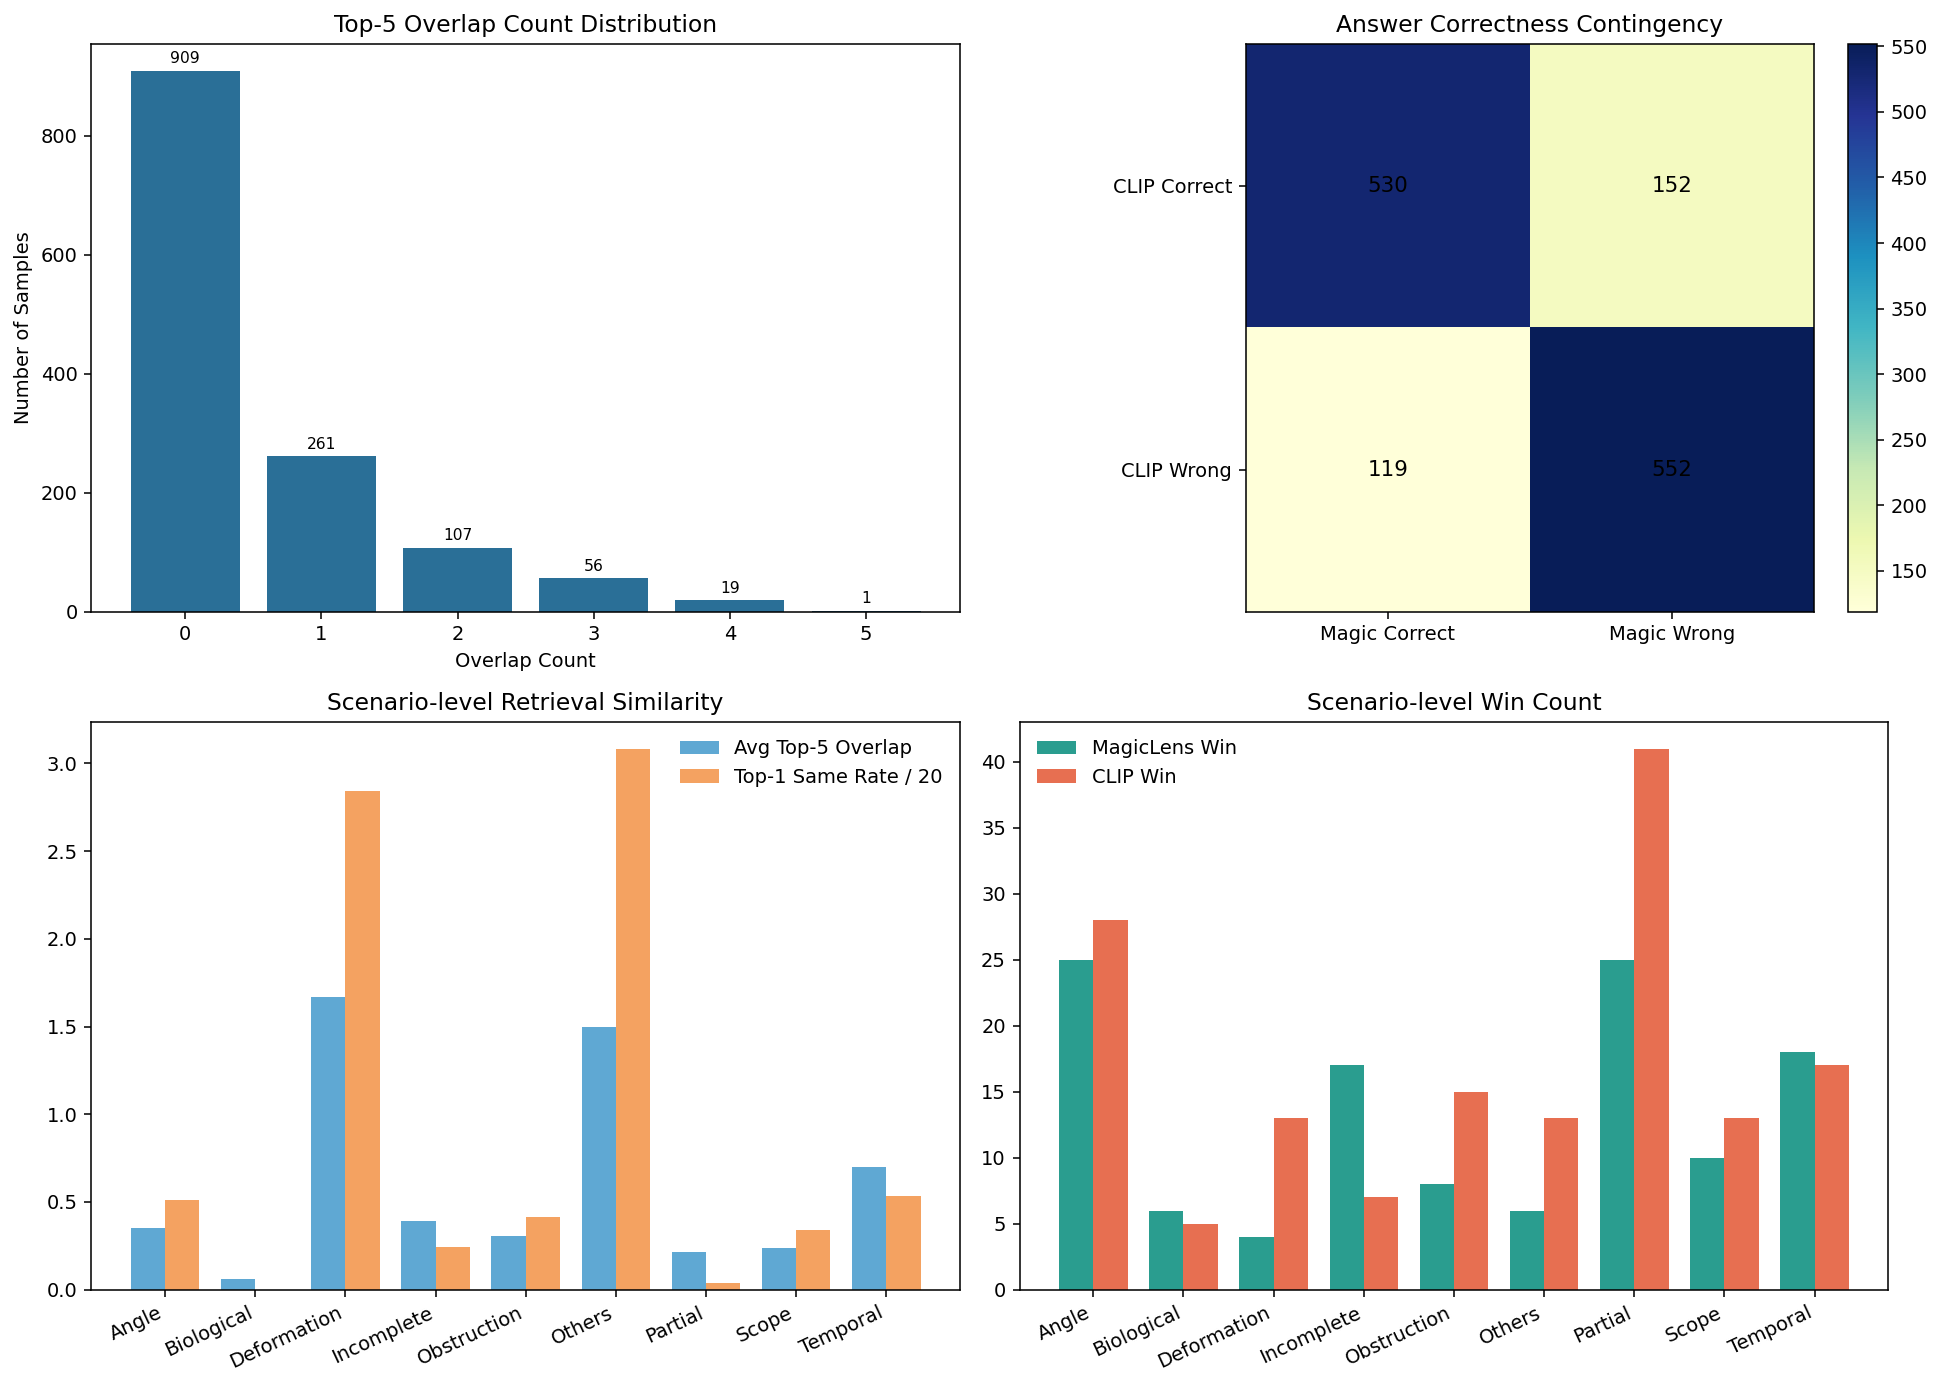 Top-5 Overlap Count Distribution
Number of Samples
800
600
400
200
0
909
261
107
56
19
1
0 1 2 3 4 5
Overlap Count
Answer Correctness Contingency
CLIP Correct
CLIP Wrong
530 152
119 552
Magic Correct Magic Wrong
550
500
450
400
350
300
250
200
150
Scenario-level Retrieval Similarity
Avg Top-5 Overlap
Top-1 Same Rate / 20
3.0
2.5
2.0
1.5
1.0
0.5
0.0
Angle
Biological
Deformation
Incomplete
Obstruction
Others
Partial
Scope
Temporal
Scenario-level Win Count
MagicLens Win
CLIP Win
40
35
30
25
20
15
10
5
0
Angle
Biological
Deformation
Incomplete
Obstruction
Others
Partial
Scope
Temporal